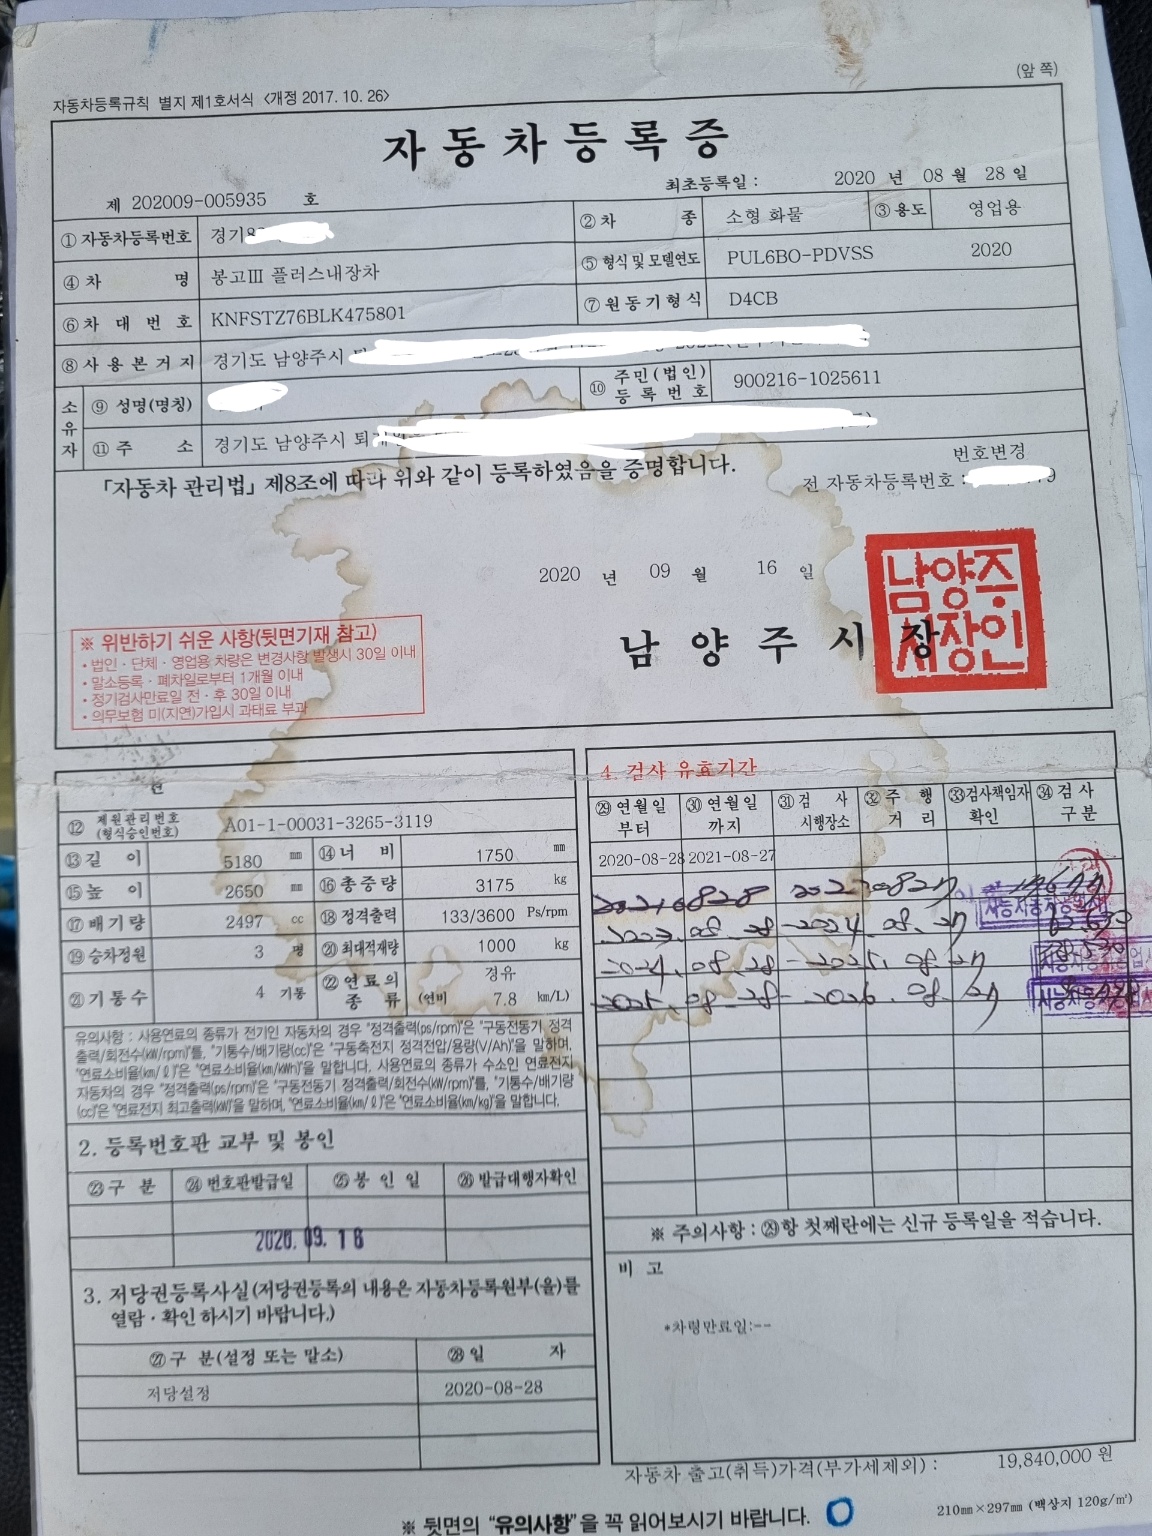 (앞 쪽)
자동차등록규칙 별지 제1호서식 <개정 2017. 10. 26>
자동차등록증
제 202009-005935 호
최초등록일 : 2020 년 08 월 28 일
① 자동차등록번호 경기 ② 차 종 소형 화물 ③ 용도 영업용
④ 차 명 봉고Ⅲ 플러스내장차 ⑤ 형식 및 모델연도 PUL6BO-PDVSS 2020
⑥ 차 대 번 호 KNFSTZ76BLK475801 ⑦ 원 동 기 형 식 D4CB
⑧ 사 용 본 거 지 경기도 남양주시
소유자 ⑨ 성명(명칭) ⑩ 주민(법인)등록번호 900216-1025611
⑪ 주 소 경기도 남양주시
「자동차 관리법」 제8조에 따라 위와 같이 등록하였음을 증명합니다.
번호변경
전 자동차등록번호 :
2020 년 09 월 16 일
남 양 주 시 장
남양주
시장인
※ 위반하기 쉬운 사항(뒷면기재 참고)
• 법인 · 단체 · 영업용 차량은 변경사항 발생시 30일 이내
• 말소등록 · 폐차일로부터 1개월 이내
• 정기검사만료일 전 · 후 30일 이내
• 의무보험 미(지연)가입시 과태료 부과
⑫ 제원관리번호 (형식승인번호) A01-1-00031-3265-3119
⑬ 길 이 5180 ㎜ ⑭ 너 비 1750 ㎜
⑮ 높 이 2650 ㎜ ⑯ 총 중 량 3175 kg
⑰ 배 기 량 2497 cc ⑱ 정격출력 133/3600 Ps/rpm
⑲ 승차정원 3 명 ⑳ 최대적재량 1000 kg
㉑ 기 통 수 4 기통 ㉒ 연 료 의 종 류 경유 (연비) 7.8 km/L)
유의사항 : 사용연료의 종류가 전기인 자동차의 경우 "정격출력(ps/rpm)"은 "구동전동기 정격
출력/회전수(kW/rpm)"를, "기통수/배기량(cc)"은 "구동축전지 정격전압/용량(V/Ah)"을 말하며,
"연료소비율(km/ℓ)"은 "연료소비율(km/kWh)"을 말합니다. 사용연료의 종류가 수소인 연료전지
자동차의 경우 "정격출력(ps/rpm)"은 "구동전동기 정격출력/회전수(kW/rpm)"를, "기통수/배기량
(cc)"은 "연료전지 최고출력(kW)"을 말하며, "연료소비율(km/ℓ)"은 "연료소비율(km/kg)"을 말합니다.
2. 등록번호판 교부 및 봉인
㉓ 구 분 ㉔ 번호판발급일 ㉕ 봉 인 일 ㉖ 발급대행자확인
2020. 09. 16
3. 저당권등록사실(저당권등록의 내용은 자동차등록원부(을)를
열람 · 확인 하시기 바랍니다.)
㉗ 구 분(설정 또는 말소) ㉘ 일 자
저당설정 2020-08-28
4. 검사 유효기간
㉙ 연월일부터 ㉚ 연월일까지 ㉛ 검 사 시행장소 ㉜ 주 행 거 리 ㉝ 검사책임자 확인 ㉞ 검 사 구 분
2020-08-28 2021-08-27
2023. 08. 28 - 2024. 08. 27
2024. 08. 28 - 2025. 08. 27
2025. 08. 28 - 2026. 08. 27
※ 주의사항 : ㉙항 첫째란에는 신규 등록일을 적습니다.
비 고
*차령만료일:--
자동차 출고(취득)가격(부가세제외) : 19,840,000 원
※ 뒷면의 "유의사항"을 꼭 읽어보시기 바랍니다.
210㎜×297㎜ (백상지 120g/㎡)